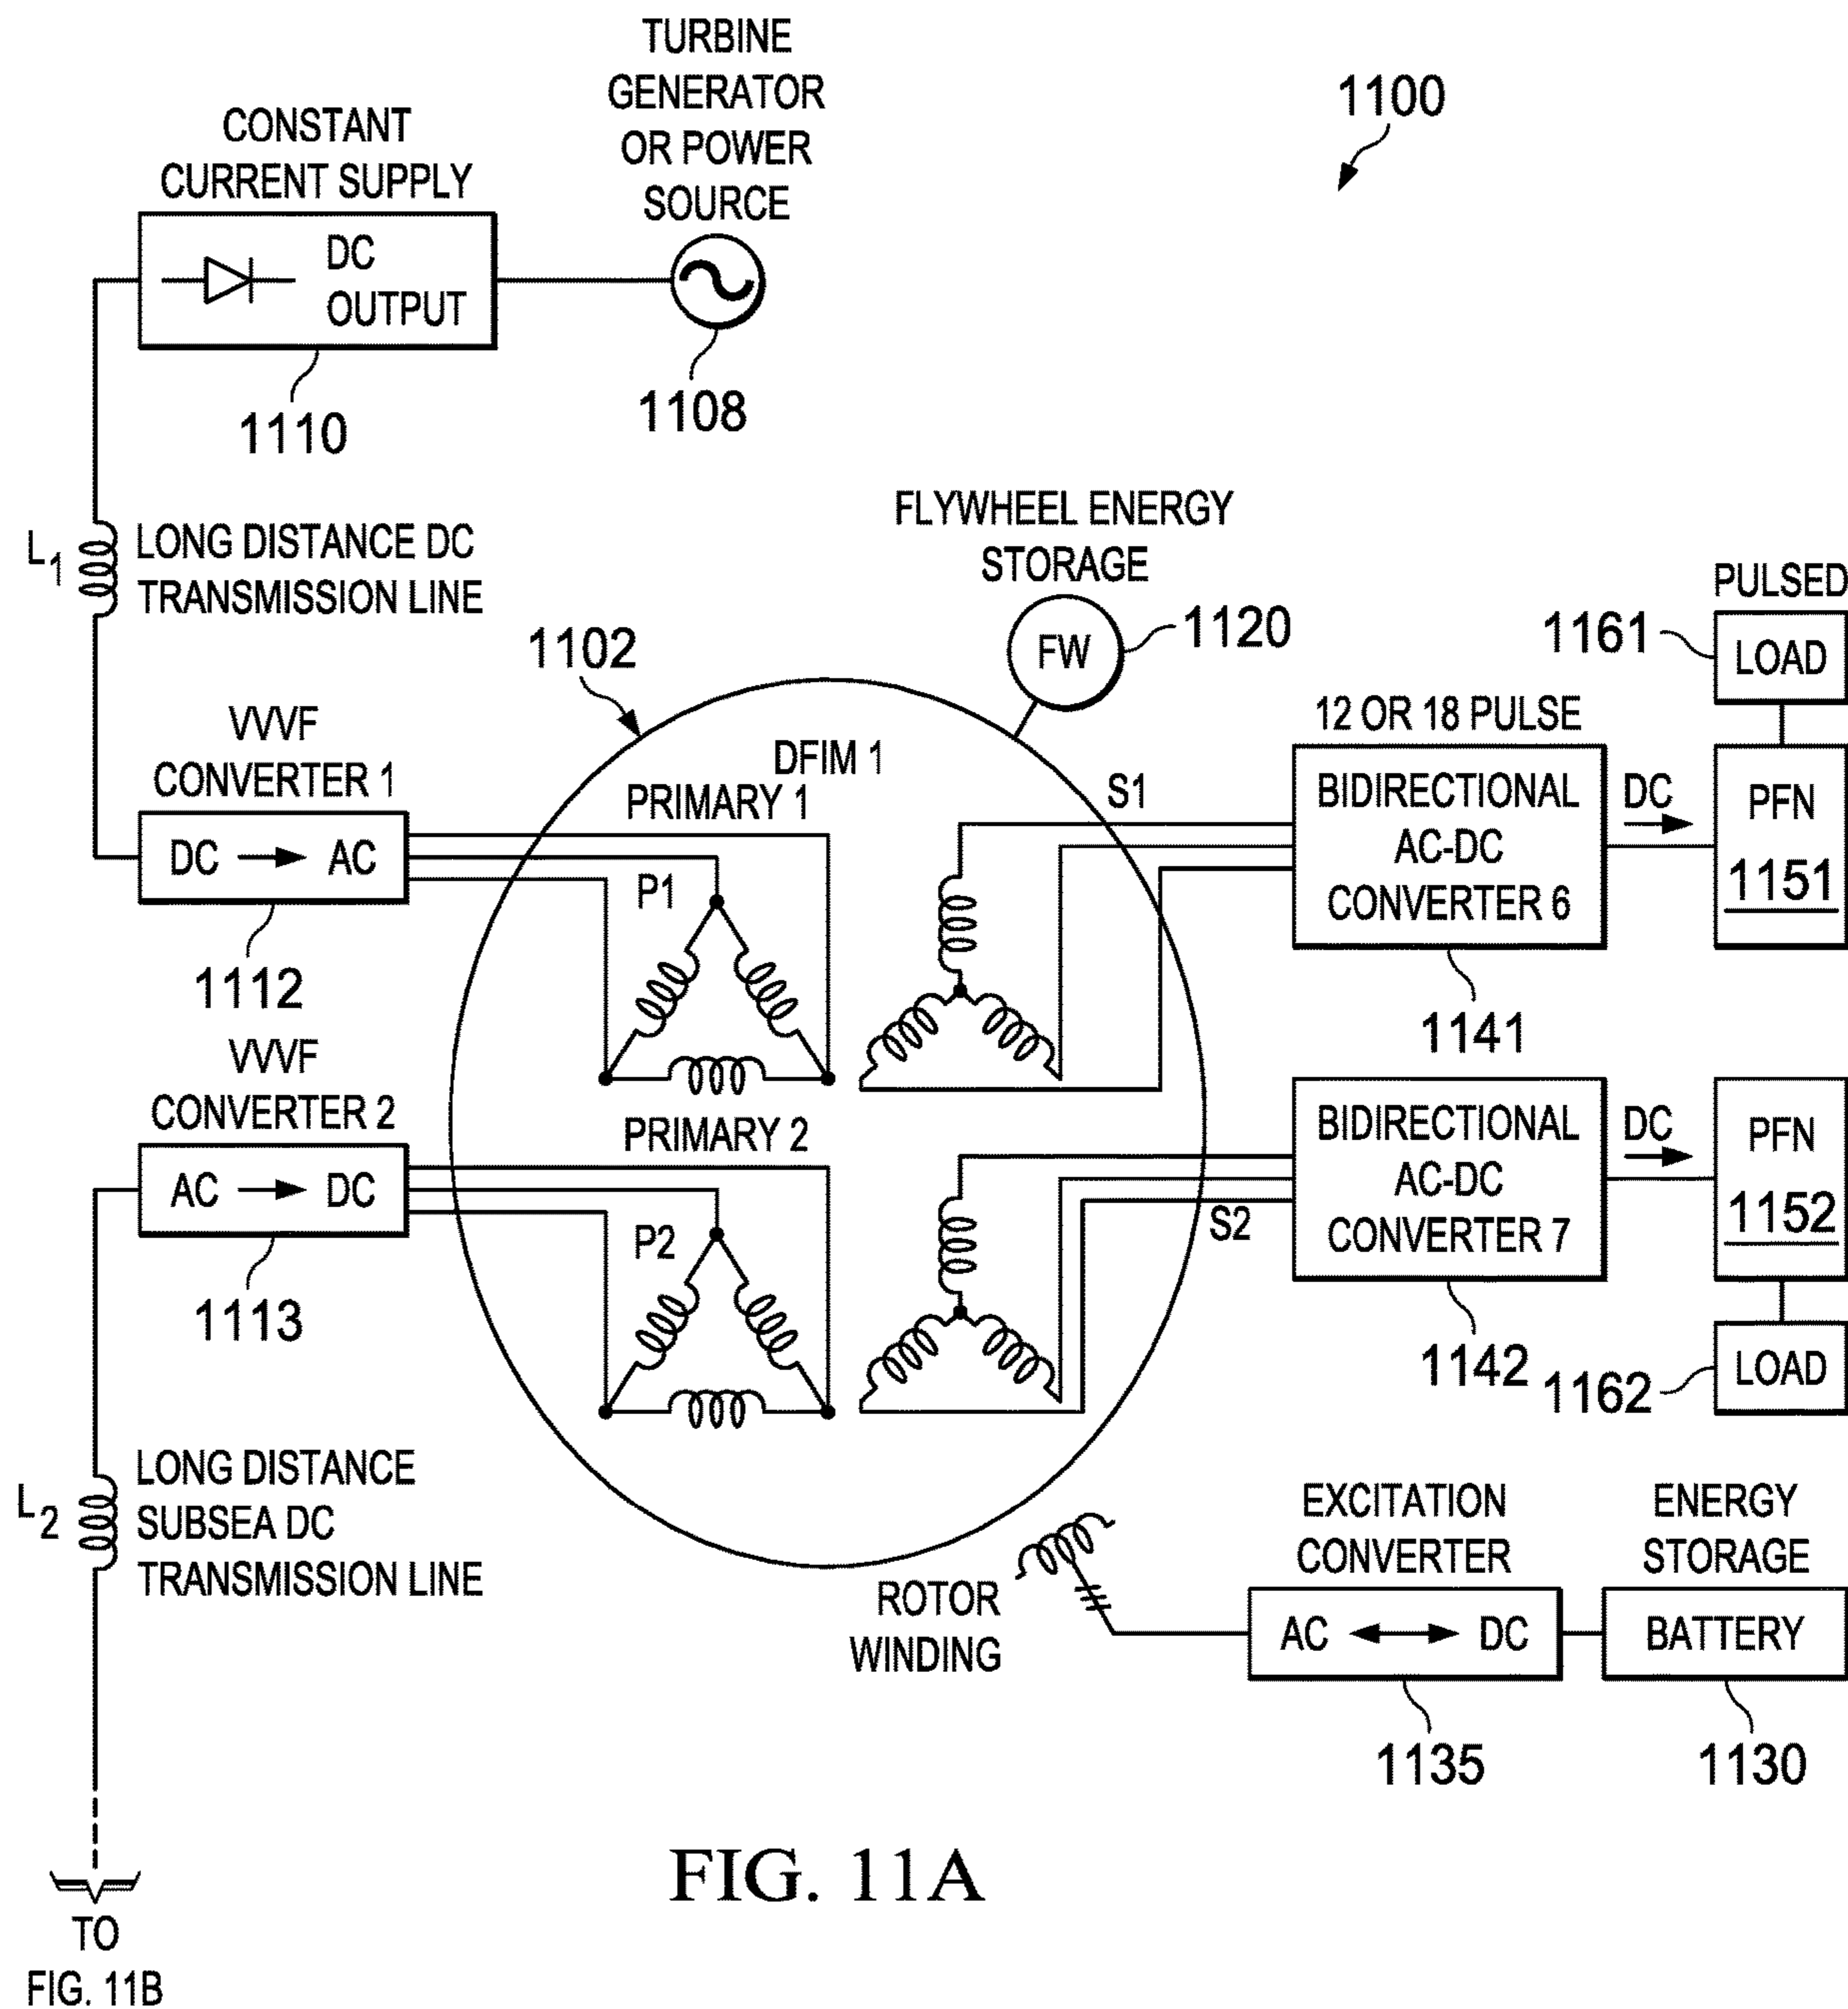 TURBINE
GENERATOR
OR POWER
SOURCE
1108
1100
CONSTANT
CURRENT SUPPLY
DC
OUTPUT
1110
L1
LONG DISTANCE DC
TRANSMISSION LINE
FLYWHEEL ENERGY
STORAGE
FW
1120
1102
PULSED
LOAD
1161
VVVF
CONVERTER 1
DC
AC
1112
DFIM 1
PRIMARY 1
P1
S1
12 OR 18 PULSE
BIDIRECTIONAL
AC-DC
CONVERTER 6
1141
DC
PFN
1151
VVVF
CONVERTER 2
AC
DC
1113
PRIMARY 2
P2
S2
BIDIRECTIONAL
AC-DC
CONVERTER 7
1142
DC
PFN
1152
LOAD
1162
L2
LONG DISTANCE
SUBSEA DC
TRANSMISSION LINE
ROTOR
WINDING
EXCITATION
CONVERTER
AC
DC
1135
ENERGY
STORAGE
BATTERY
1130
TO
FIG. 11B
FIG. 11A